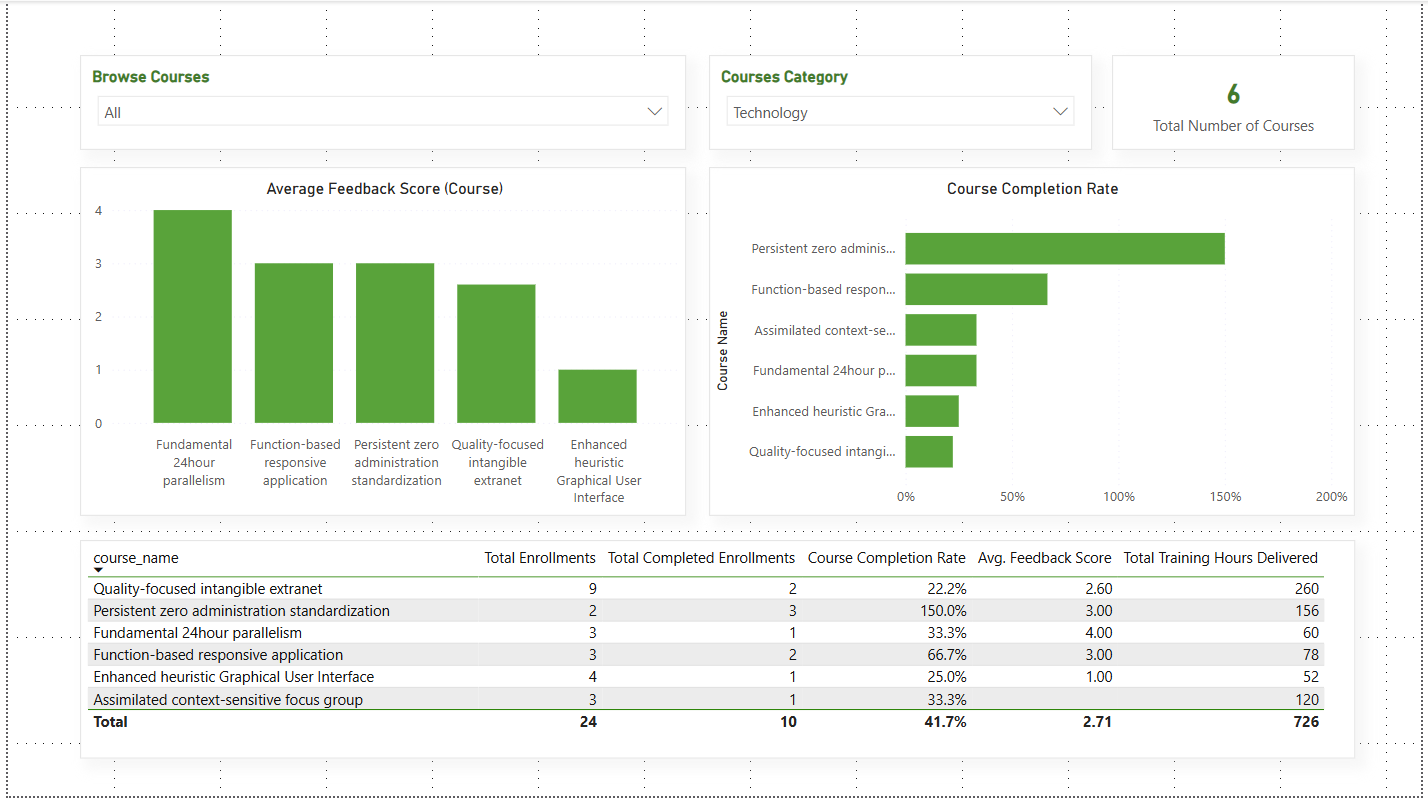 Browse Courses
All
Courses Category
Technology
6
Total Number of Courses
Average Feedback Score (Course)
4
3
2
1
0
Fundamental
24hour
parallelism
Function-based
responsive
application
Persistent zero
administration
standardization
Quality-focused
intangible
extranet
Enhanced
heuristic
Graphical User
Interface
Course Completion Rate
Course Name
Persistent zero adminis...
Function-based respon...
Assimilated context-se...
Fundamental 24hour p...
Enhanced heuristic Gra...
Quality-focused intangi...
0% 50% 100% 150% 200%
course_name Total Enrollments Total Completed Enrollments Course Completion Rate Avg. Feedback Score Total Training Hours Delivered
Quality-focused intangible extranet 9 2 22.2% 2.60 260
Persistent zero administration standardization 2 3 150.0% 3.00 156
Fundamental 24hour parallelism 3 1 33.3% 4.00 60
Function-based responsive application 3 2 66.7% 3.00 78
Enhanced heuristic Graphical User Interface 4 1 25.0% 1.00 52
Assimilated context-sensitive focus group 3 1 33.3% 120
Total 24 10 41.7% 2.71 726